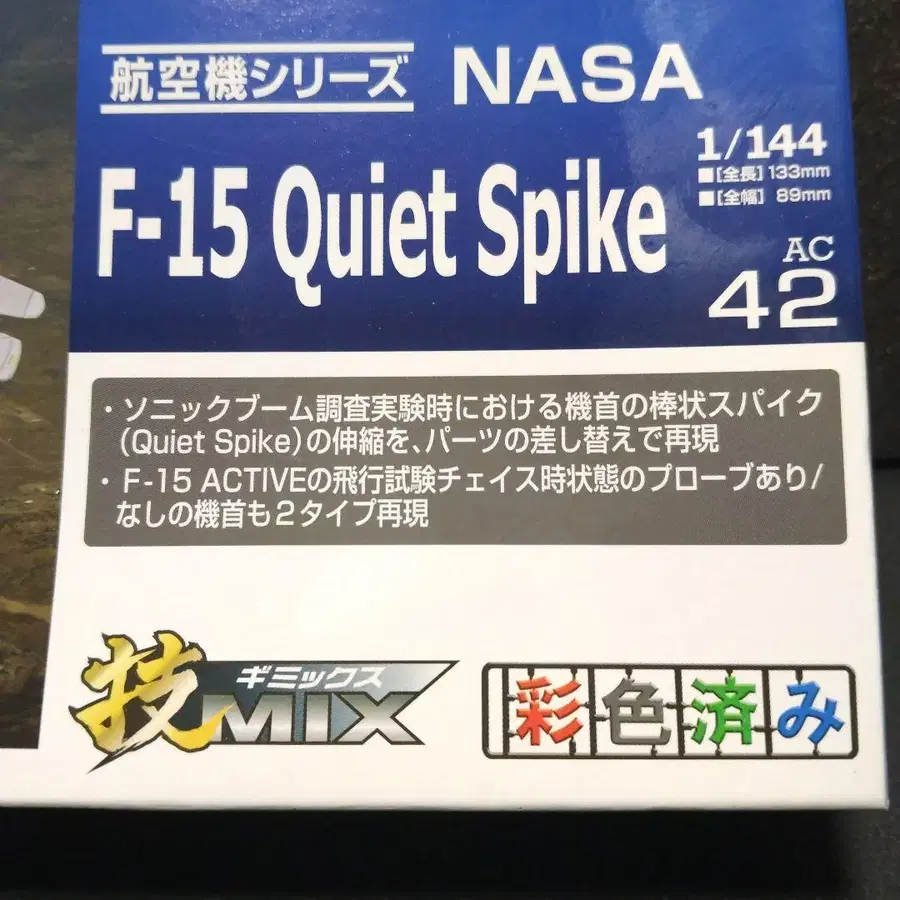 航空機シリーズ NASA
F-15 Quiet Spike
1/144
■[全長] 133mm
■[全幅] 89mm
AC
42
・ソニックブーム調査実験時における機首の棒状スパイク
(Quiet Spike)の伸縮を、パーツの差し替えで再現
・F-15 ACTIVEの飛行試験チェイス時状態のプローブあり/
なしの機首も2タイプ再現
ギミックス
技MIX
彩色済み